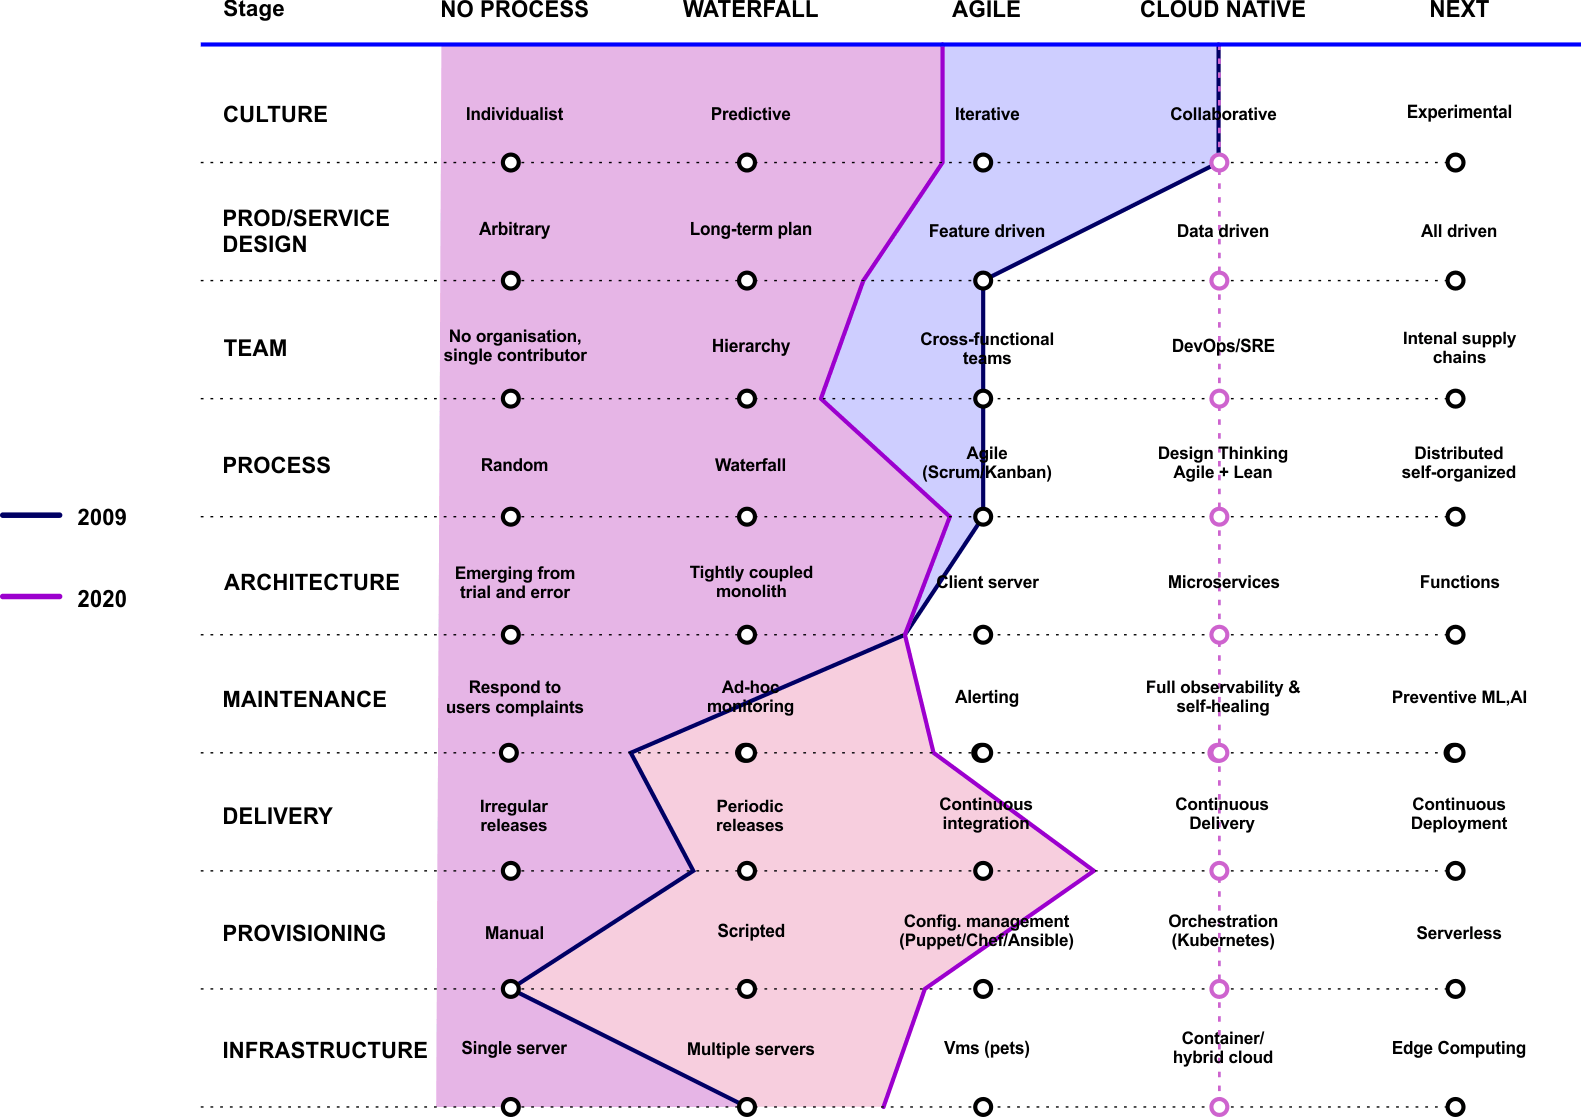 Stage NO PROCESS WATERFALL AGILE CLOUD NATIVE NEXT
CULTURE Individualist Predictive Iterative Collaborative Experimental
PROD/SERVICE
DESIGN
Arbitrary Long-term plan Feature driven Data driven All driven
TEAM
No organisation,
single contributor
Hierarchy
Cross-functional
teams
DevOps/SRE
Intenal supply
chains
PROCESS Random Waterfall
Agile
(Scrum/Kanban)
Design Thinking
Agile + Lean
Distributed
self-organized
2009
ARCHITECTURE
Emerging from
trial and error
Tightly coupled
monolith
Client server
Microservices
Functions
2020
MAINTENANCE
Respond to
users complaints
Ad-hoc
monitoring
Alerting
Full observability &
self-healing
Preventive ML,AI
DELIVERY
Irregular
releases
Periodic
releases
Continuous
integration
Continuous
Delivery
Continuous
Deployment
PROVISIONING
Manual
Scripted
Config. management
(Puppet/Chef/Ansible)
Orchestration
(Kubernetes)
Serverless
INFRASTRUCTURE
Single server
Multiple servers
Vms (pets)
Container/
hybrid cloud
Edge Computing